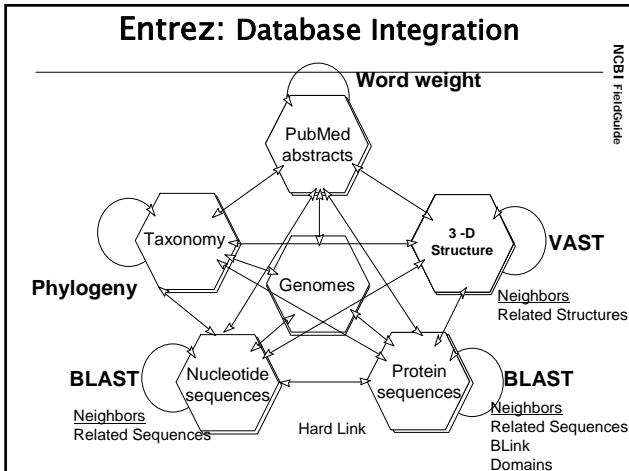 Entrez: Database Integration
NCBI FieldGuide
Word weight
PubMed
abstracts
Taxonomy
3 -D
Structure
VAST
Phylogeny
Genomes
Neighbors
Related Structures
BLAST
Nucleotide
sequences
Protein
sequences
BLAST
Neighbors
Related Sequences
Hard Link
Neighbors
Related Sequences
BLink
Domains